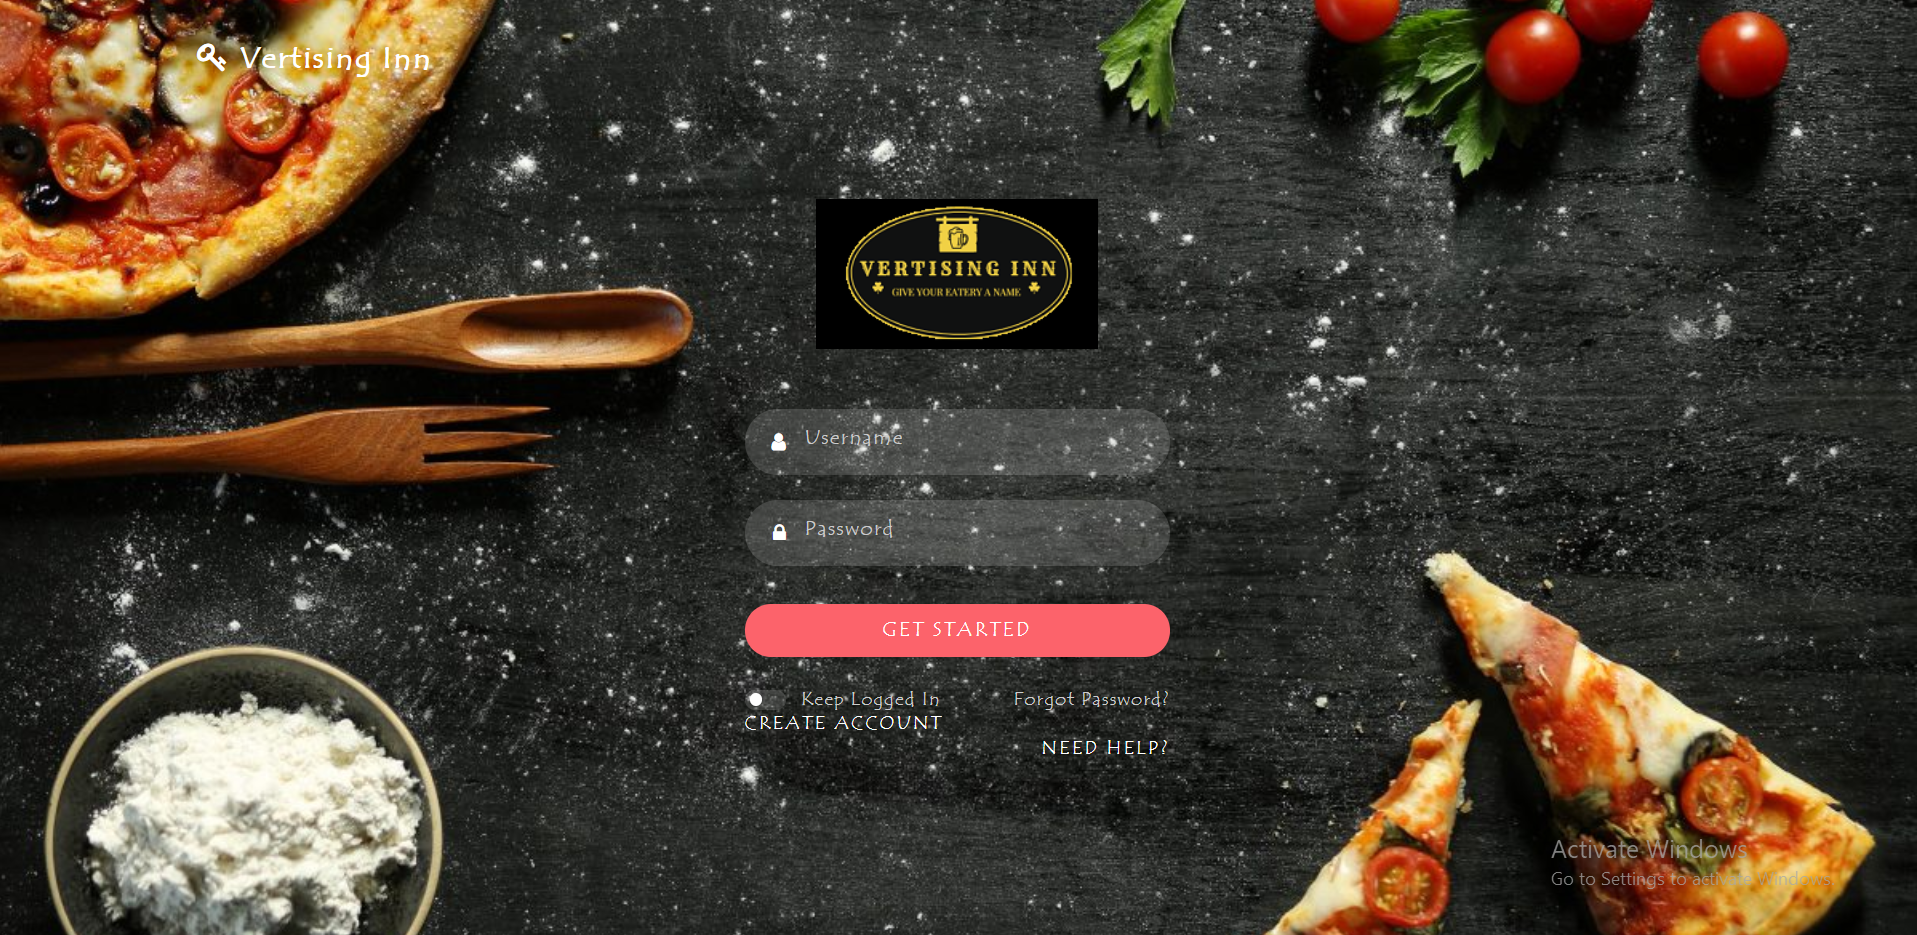 Vertising Inn
VERTISING INN
GIVE YOUR EATERY A NAME
Username
Password
GET STARTED
Keep Logged In
Forgot Password?
CREATE ACCOUNT
NEED HELP?
Activate Windows
Go to Settings to activate Windows.